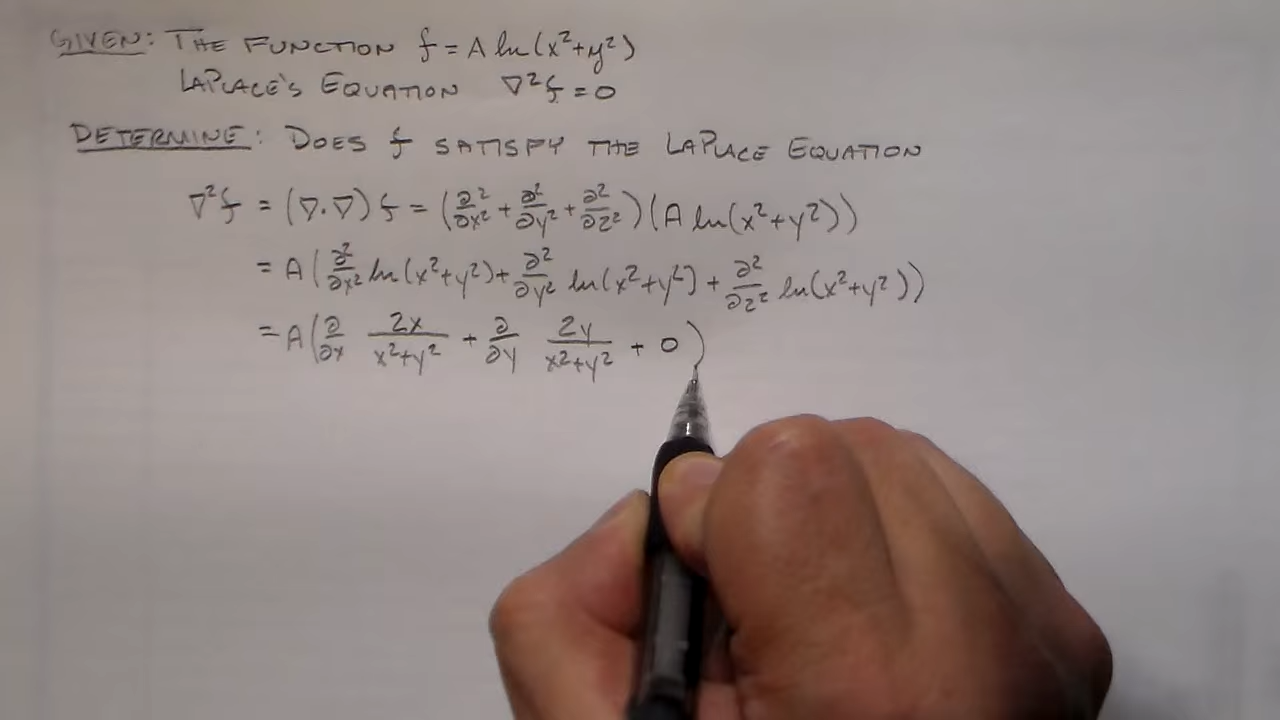 GIVEN: THE FUNCTION f = A ln(x²+y²)
LAPLACE'S EQUATION ∇²f = 0
DETERMINE: DOES f SATISFY THE LAPLACE EQUATION
∇²f = (∇·∇)f = (∂²/∂x² + ∂²/∂y² + ∂²/∂z²)(A ln(x²+y²))
= A(∂²/∂x² ln(x²+y²) + ∂²/∂y² ln(x²+y²) + ∂²/∂z² ln(x²+y²))
= A(∂/∂x 2x/(x²+y²) + ∂/∂y 2y/(x²+y²) + 0)